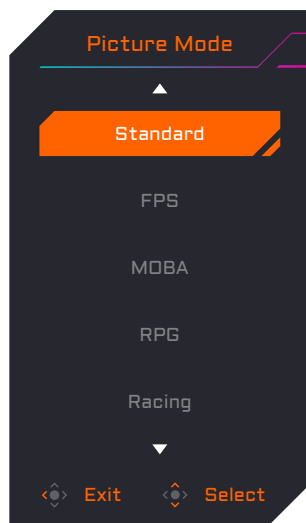 Picture Mode
Standard
FPS
MOBA
RPG
Racing
Exit Select